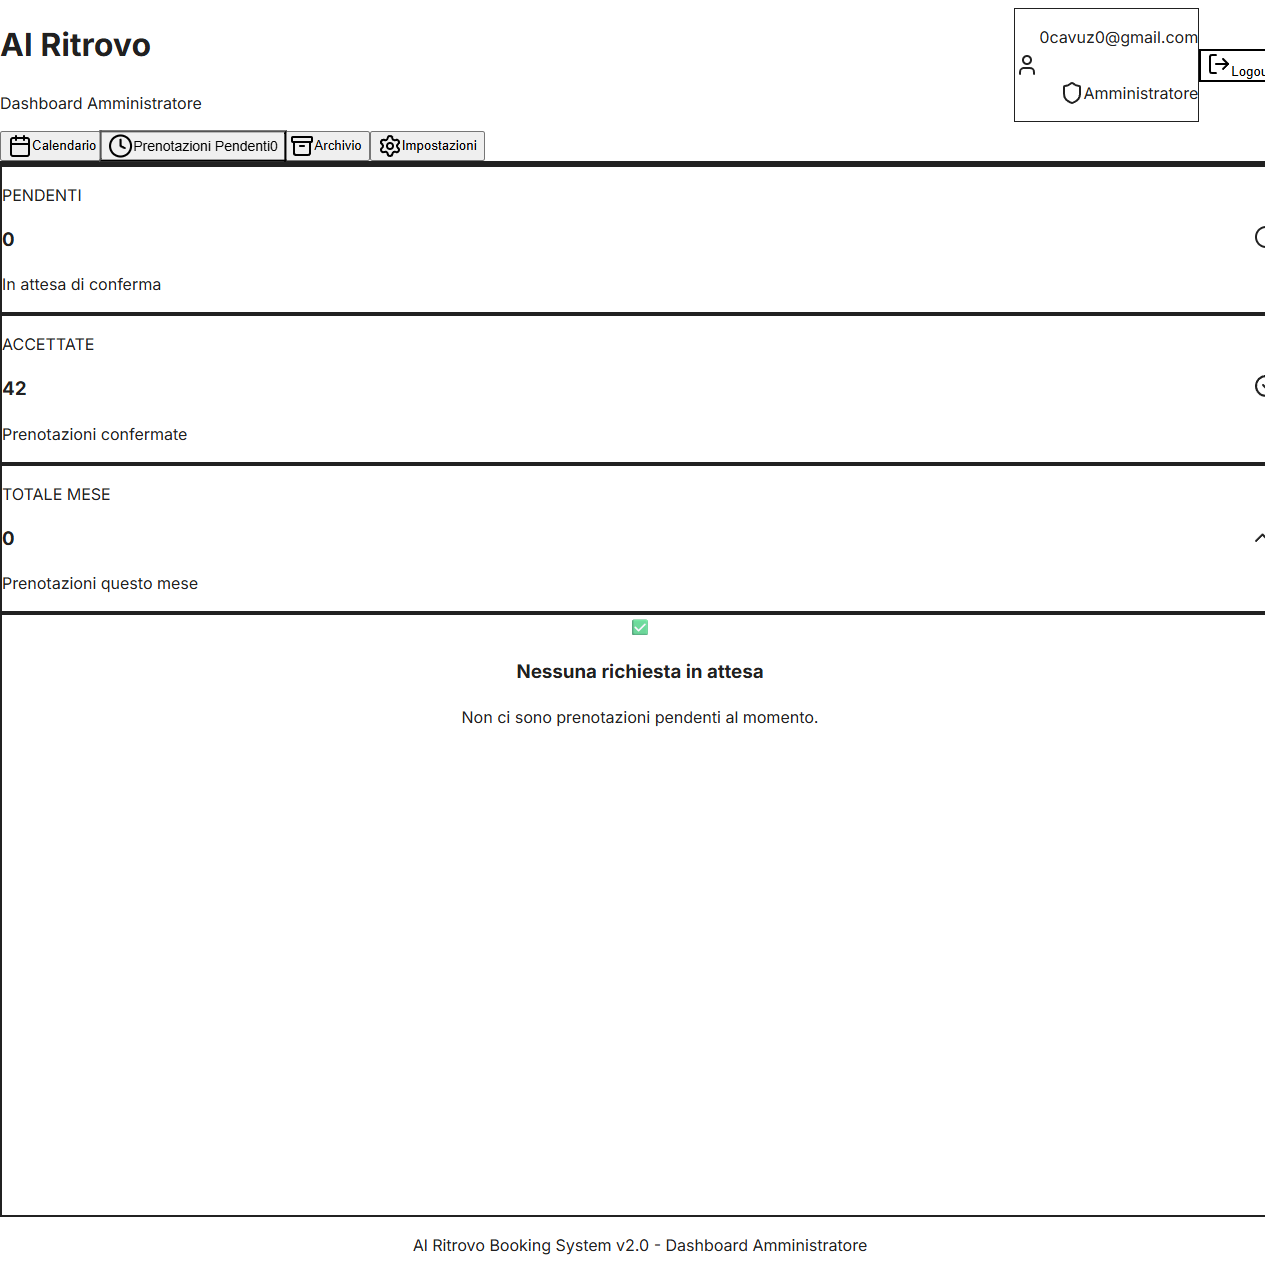 Al Ritrovo
0cavuz0@gmail.com
Amministratore
Dashboard Amministratore
Calendario
Prenotazioni Pendenti0
Archivio
Impostazioni
PENDENTI
0
In attesa di conferma
ACCETTATE
42
Prenotazioni confermate
TOTALE MESE
0
Prenotazioni questo mese
Nessuna richiesta in attesa
Non ci sono prenotazioni pendenti al momento.
Al Ritrovo Booking System v2.0 - Dashboard Amministratore